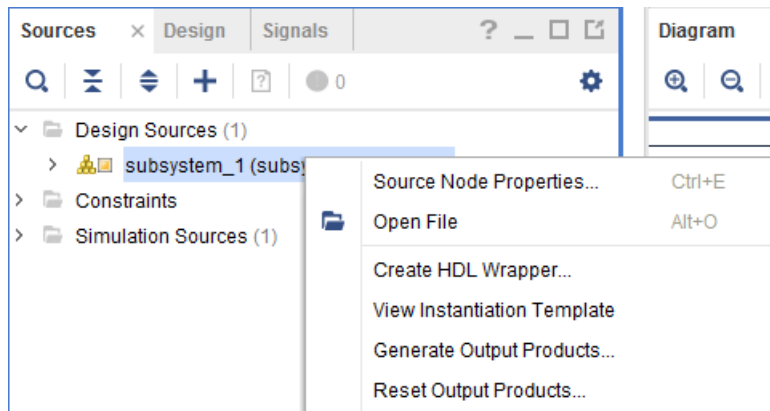 Sources × Design Signals ? Diagram
0
Design Sources (1)
subsystem_1 (subsy
Source Node Properties... Ctrl+E
Constraints
Open File Alt+O
Simulation Sources (1)
Create HDL Wrapper...
View Instantiation Template
Generate Output Products...
Reset Output Products...